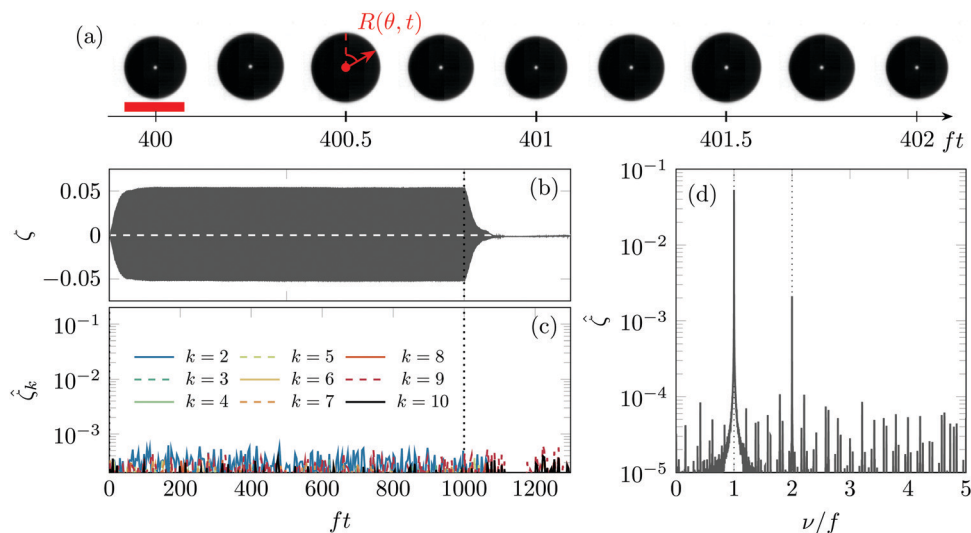 (a)
R(θ, t)
400 400.5 401 401.5 402 ft
(b)
ζ
0.05
0
−0.05
(c)
ζ̂ₖ
10⁻¹
10⁻²
10⁻³
k = 2 k = 5 k = 8
k = 3 k = 6 k = 9
k = 4 k = 7 k = 10
0 200 400 600 800 1000 1200
ft
(d)
ζ̂
10⁻¹
10⁻²
10⁻³
10⁻⁴
10⁻⁵
0 1 2 3 4 5
ν/f